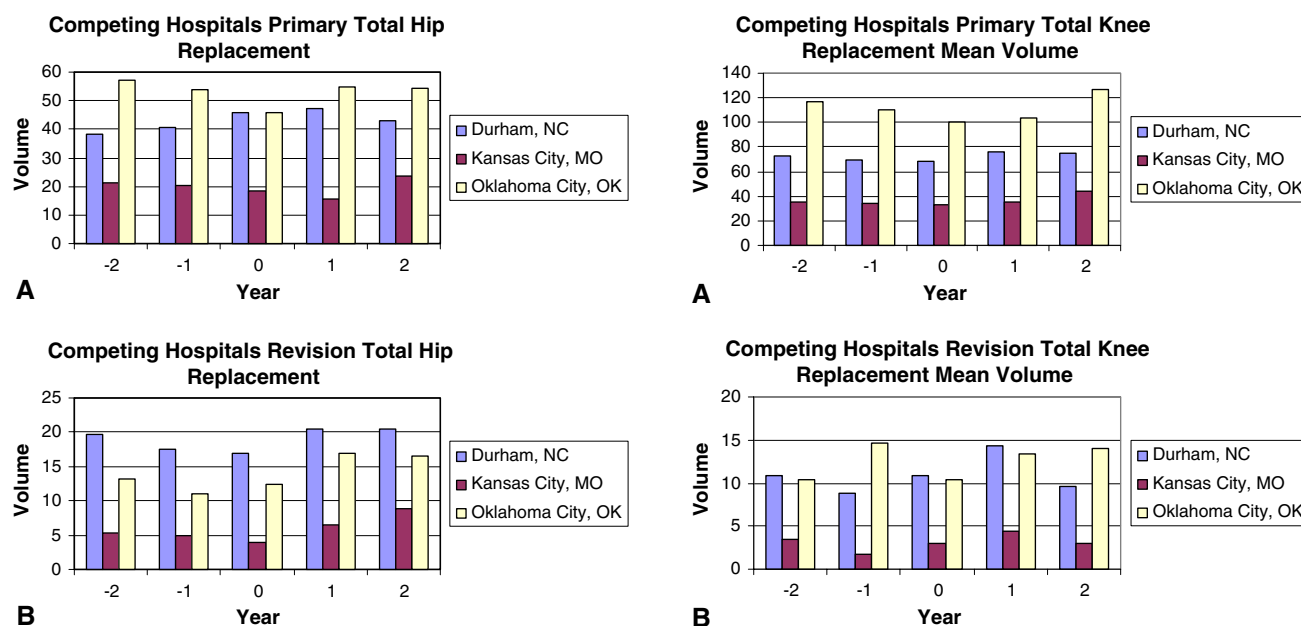 Competing Hospitals Primary Total Hip
Replacement
60
50
40
30
20
10
0
Volume
-2 -1 0 1 2
Year
Durham, NC
Kansas City, MO
Oklahoma City, OK
A
Competing Hospitals Revision Total Hip
Replacement
25
20
15
10
5
0
Volume
-2 -1 0 1 2
Year
Durham, NC
Kansas City, MO
Oklahoma City, OK
B
Competing Hospitals Primary Total Knee
Replacement Mean Volume
140
120
100
80
60
40
20
0
Volume
-2 -1 0 1 2
Year
Durham, NC
Kansas City, MO
Oklahoma City, OK
A
Competing Hospitals Revision Total Knee
Replacement Mean Volume
20
15
10
5
0
Volume
-2 -1 0 1 2
Year
Durham, NC
Kansas City, MO
Oklahoma City, OK
B